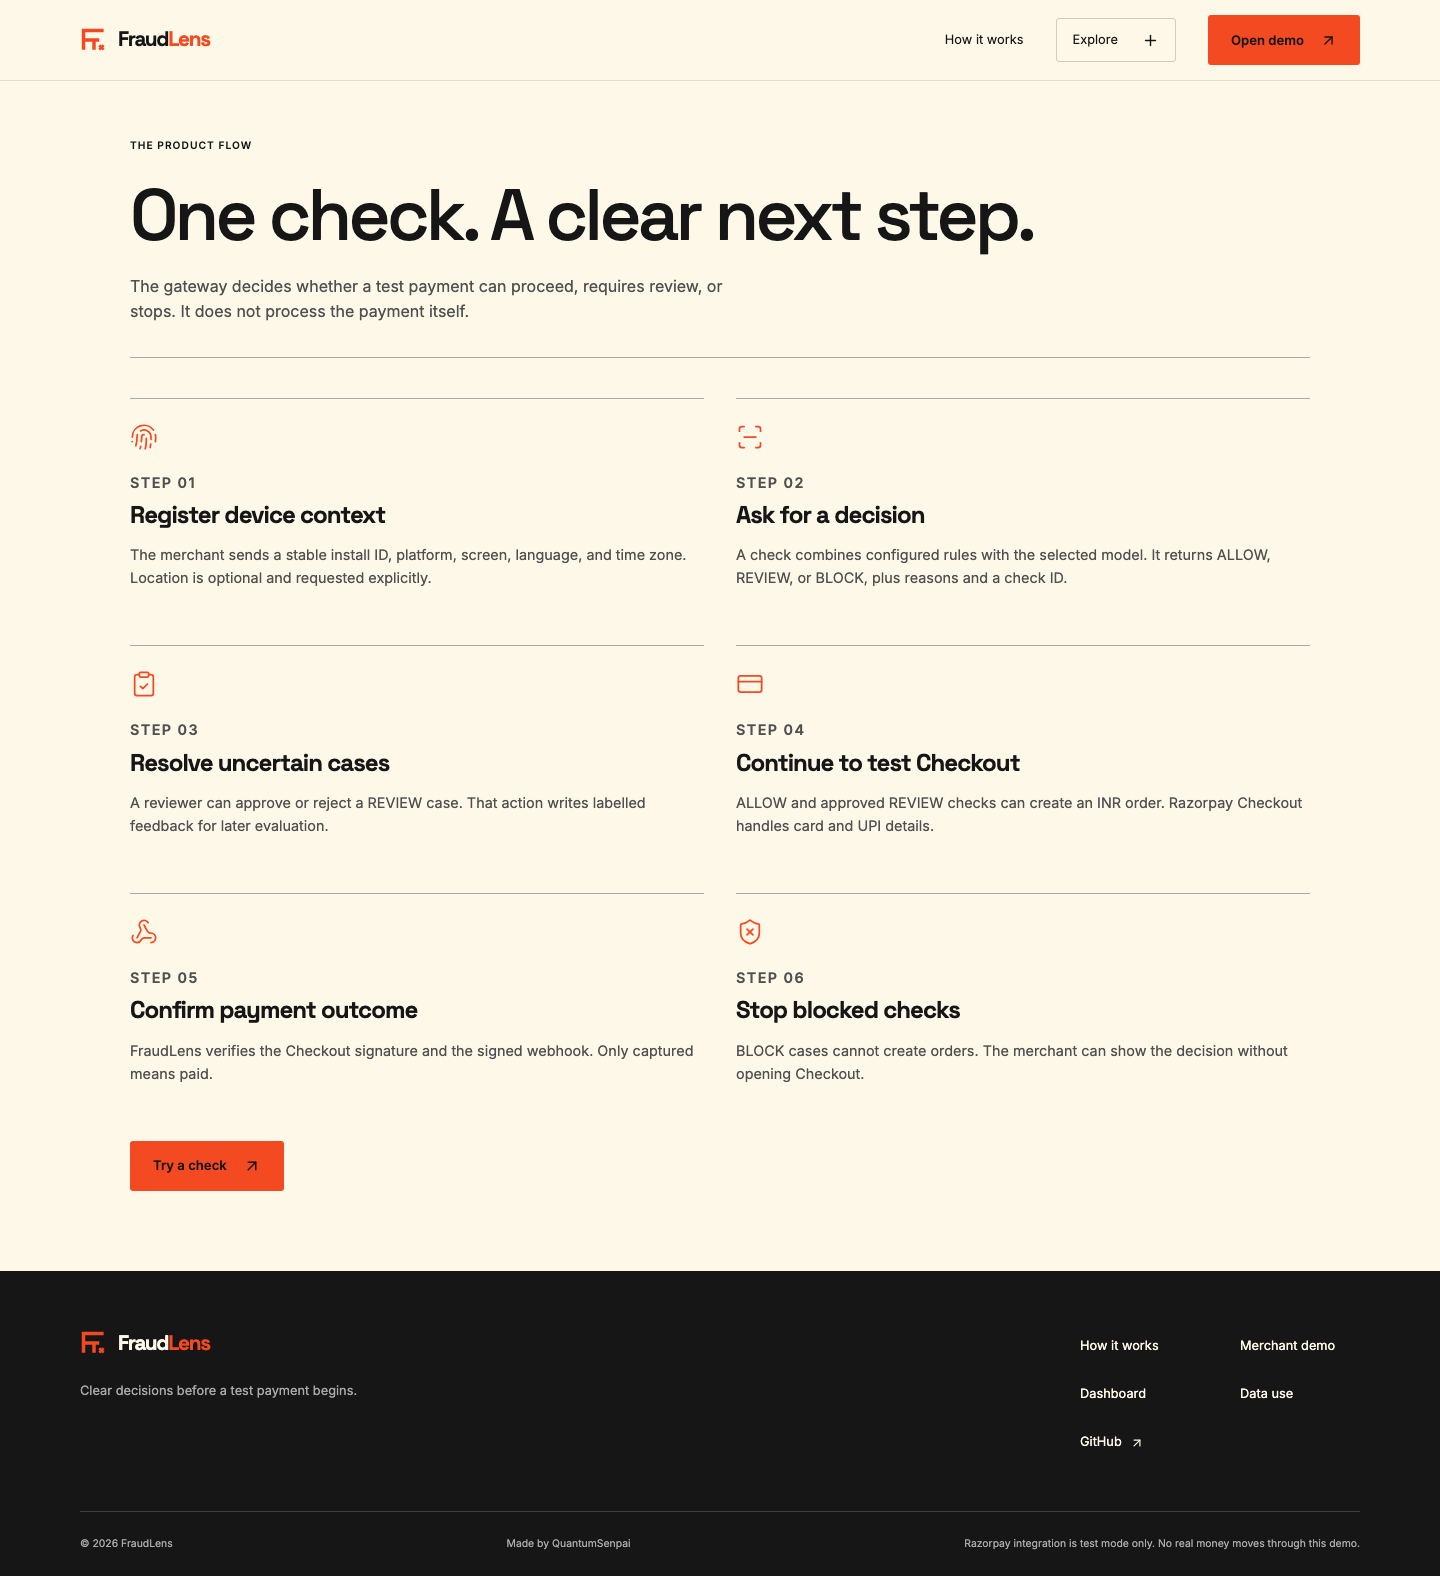 FraudLens
How it works
Explore
Open demo
THE PRODUCT FLOW
One check. A clear next step.
The gateway decides whether a test payment can proceed, requires review, or
stops. It does not process the payment itself.
STEP 01
Register device context
The merchant sends a stable install ID, platform, screen, language, and time zone.
Location is optional and requested explicitly.
STEP 02
Ask for a decision
A check combines configured rules with the selected model. It returns ALLOW,
REVIEW, or BLOCK, plus reasons and a check ID.
STEP 03
Resolve uncertain cases
A reviewer can approve or reject a REVIEW case. That action writes labelled
feedback for later evaluation.
STEP 04
Continue to test Checkout
ALLOW and approved REVIEW checks can create an INR order. Razorpay Checkout
handles card and UPI details.
STEP 05
Confirm payment outcome
FraudLens verifies the Checkout signature and the signed webhook. Only captured
means paid.
STEP 06
Stop blocked checks
BLOCK cases cannot create orders. The merchant can show the decision without
opening Checkout.
Try a check
FraudLens
Clear decisions before a test payment begins.
How it works
Merchant demo
Dashboard
Data use
GitHub
© 2026 FraudLens
Made by QuantumSenpai
Razorpay integration is test mode only. No real money moves through this demo.